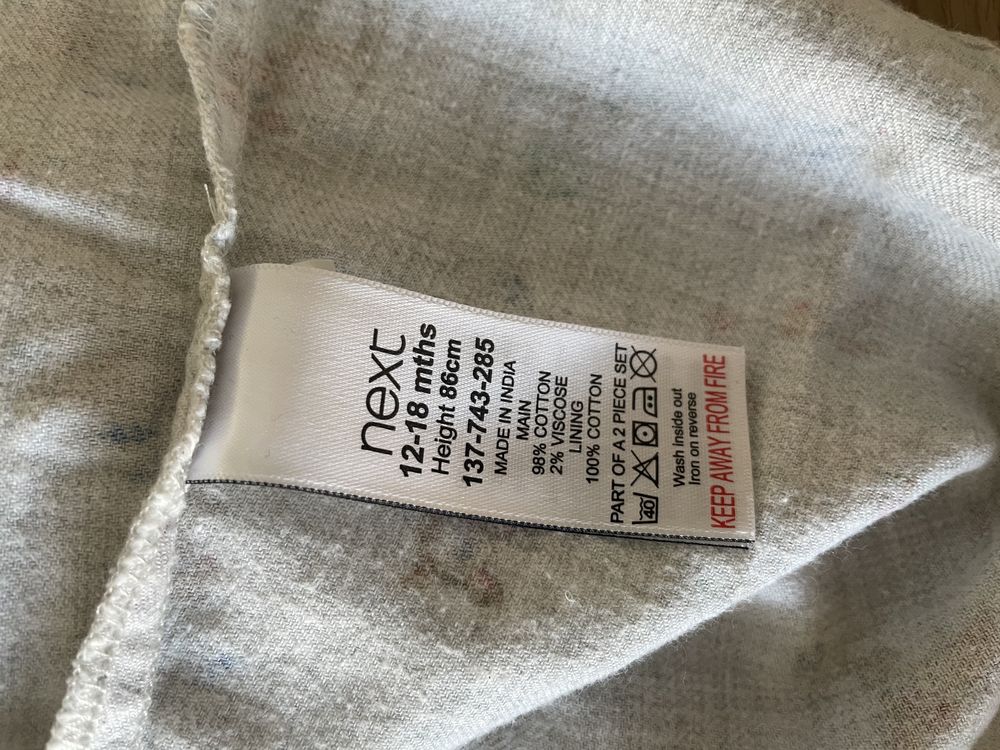 next
12-18 mths
Height 86cm
137-743-285
MADE IN INDIA
MAIN
98% COTTON
2% VISCOSE
LINING
100% COTTON
PART OF A 2 PIECE SET
40
Wash Inside out
Iron on reverse
KEEP AWAY FROM FIRE